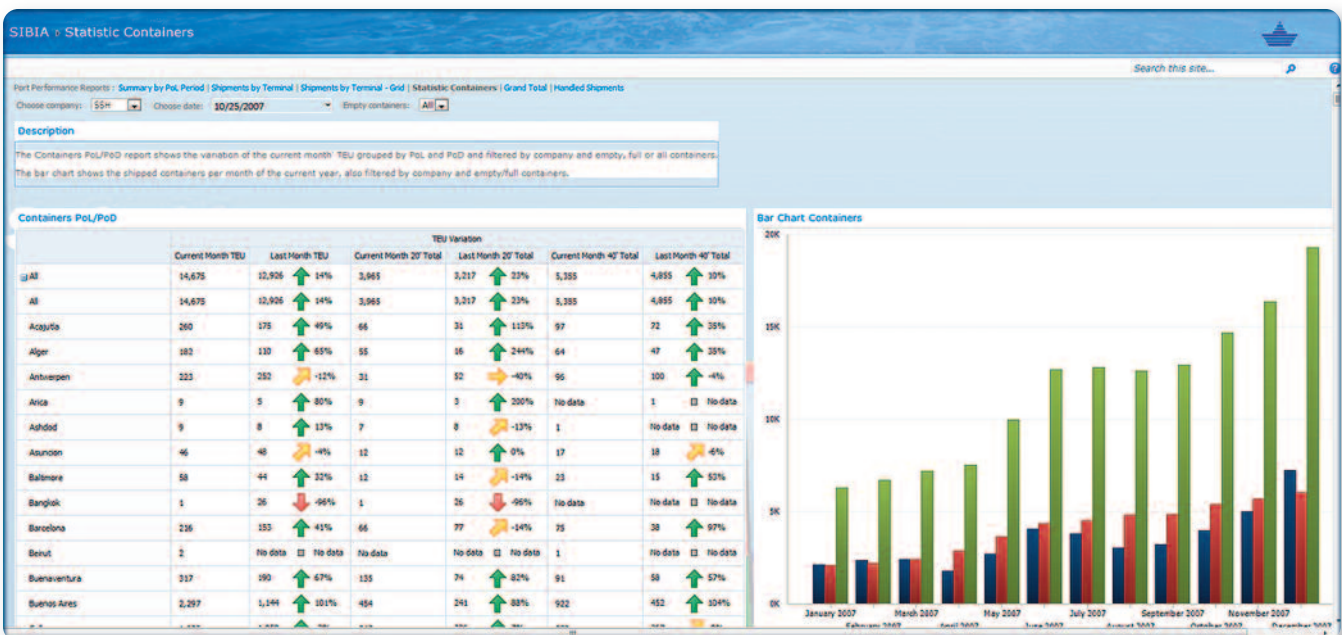 SIBIA ▹ Statistic Containers
Search this site...
Port Performance Reports : Summary by PoL Period | Shipments by Terminal | Shipments by Terminal - Grid | Statistic Containers | Grand Total | Handled Shipments
Choose company: SSH Choose date: 10/25/2007 Empty containers: All
Description
The Containers PoL/PoD report shows the variation of the current month' TEU grouped by PoL and PoD and filtered by company and empty, full or all containers.
The bar chart shows the shipped containers per month of the current year, also filtered by company and empty/full containers.
Containers PoL/PoD
TEU Variation
Current Month TEU Last Month TEU Current Month 20' Total Last Month 20' Total Current Month 40' Total Last Month 40' Total
All 14,675 12,926 14% 3,965 3,217 23% 5,355 4,855 10%
All 14,675 12,926 14% 3,965 3,217 23% 5,355 4,855 10%
Acajutla 260 175 49% 66 31 113% 97 72 35%
Alger 182 110 65% 55 16 244% 64 47 35%
Antwerpen 223 252 -12% 31 52 -40% 96 100 -4%
Arica 9 5 80% 9 3 200% No data 1 No data
Ashdod 9 8 13% 7 8 -13% 1 No data No data
Asuncion 46 48 -4% 12 12 0% 17 18 -6%
Baltimore 58 44 32% 12 14 -14% 23 15 53%
Bangkok 1 26 -96% 1 26 -96% No data No data No data
Barcelona 216 153 41% 66 77 -14% 75 38 97%
Beirut 2 No data No data No data No data No data 1 No data No data
Buenaventura 317 190 67% 135 74 82% 91 58 57%
Buenos Aires 2,297 1,144 101% 454 241 88% 922 452 104%
Bar Chart Containers
20K
15K
10K
5K
0K
January 2007 March 2007 May 2007 July 2007 September 2007 November 2007
February 2007 April 2007 June 2007 August 2007 October 2007 December 2007